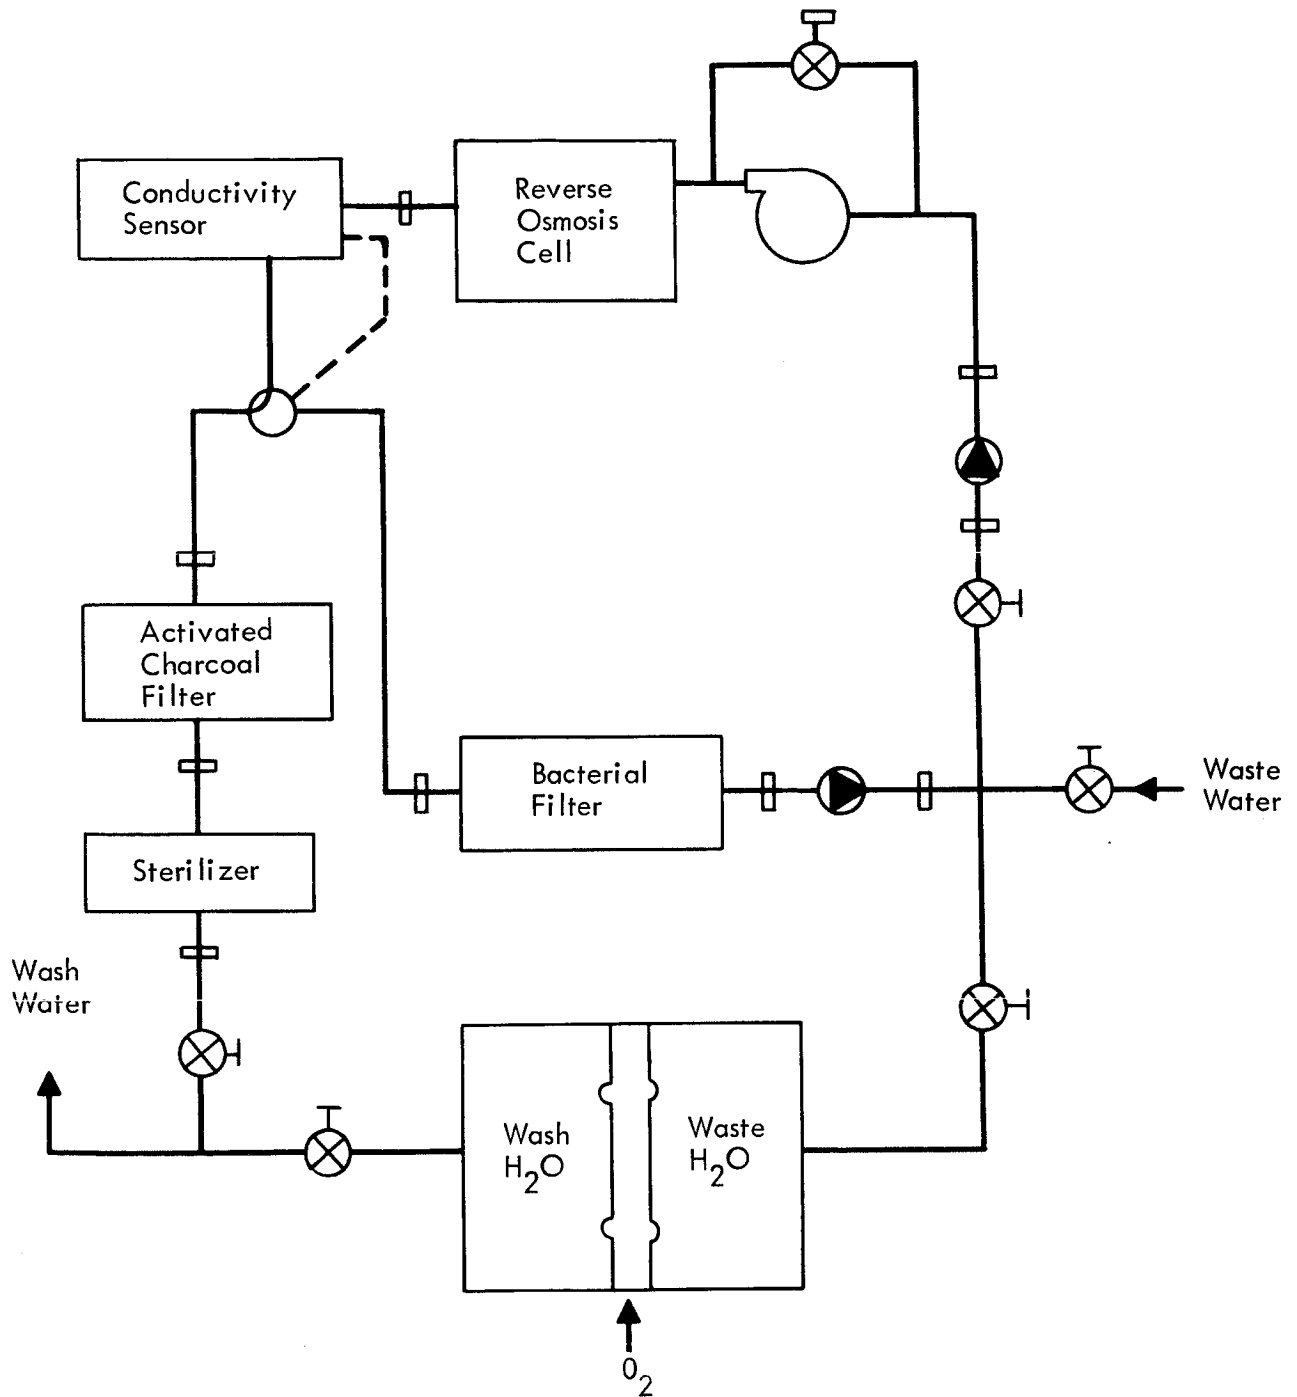 Conductivity
Sensor
Reverse
Osmosis
Cell
Activated
Charcoal
Filter
Bacterial
Filter
Waste
Water
Sterilizer
Wash
Water
Wash
H2O
Waste
H2O
O2